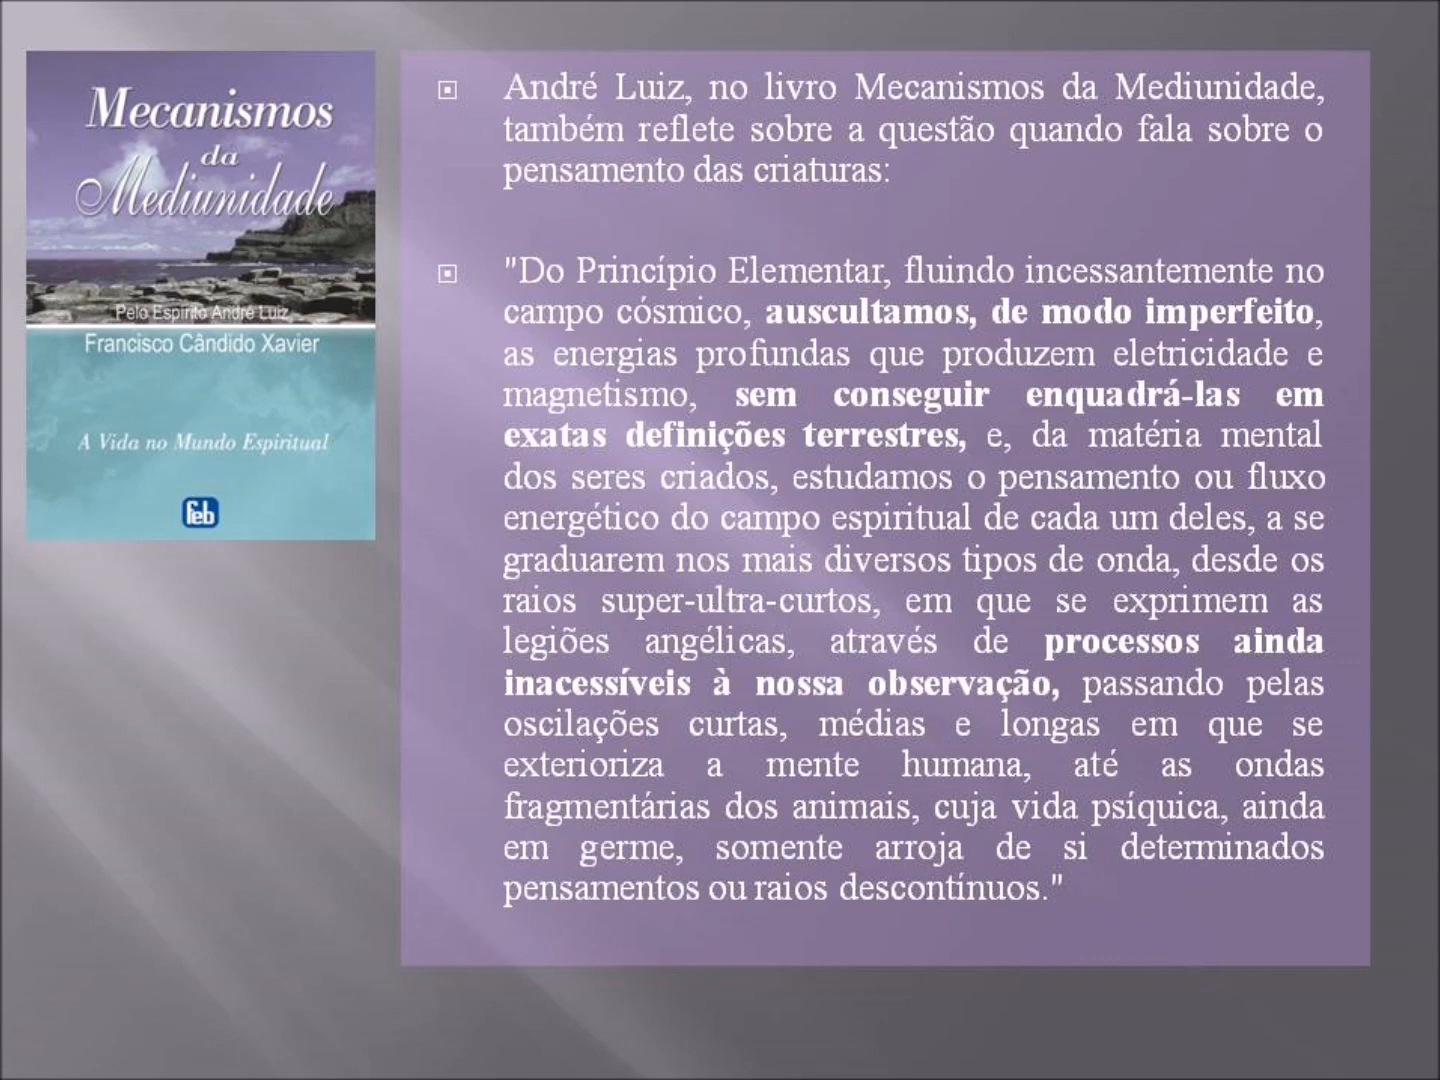 Mecanismos
da
Mediunidade
Pelo Espírito André Luiz
Francisco Cândido Xavier
A Vida no Mundo Espiritual
feb
André Luiz, no livro Mecanismos da Mediunidade,
também reflete sobre a questão quando fala sobre o
pensamento das criaturas:
"Do Princípio Elementar, fluindo incessantemente no
campo cósmico, auscultamos, de modo imperfeito,
as energias profundas que produzem eletricidade e
magnetismo, sem conseguir enquadrá-las em
exatas definições terrestres, e, da matéria mental
dos seres criados, estudamos o pensamento ou fluxo
energético do campo espiritual de cada um deles, a se
graduarem nos mais diversos tipos de onda, desde os
raios super-ultra-curtos, em que se exprimem as
legiões angélicas, através de processos ainda
inacessíveis à nossa observação, passando pelas
oscilações curtas, médias e longas em que se
exterioriza a mente humana, até as ondas
fragmentárias dos animais, cuja vida psíquica, ainda
em germe, somente arroja de si determinados
pensamentos ou raios descontínuos."